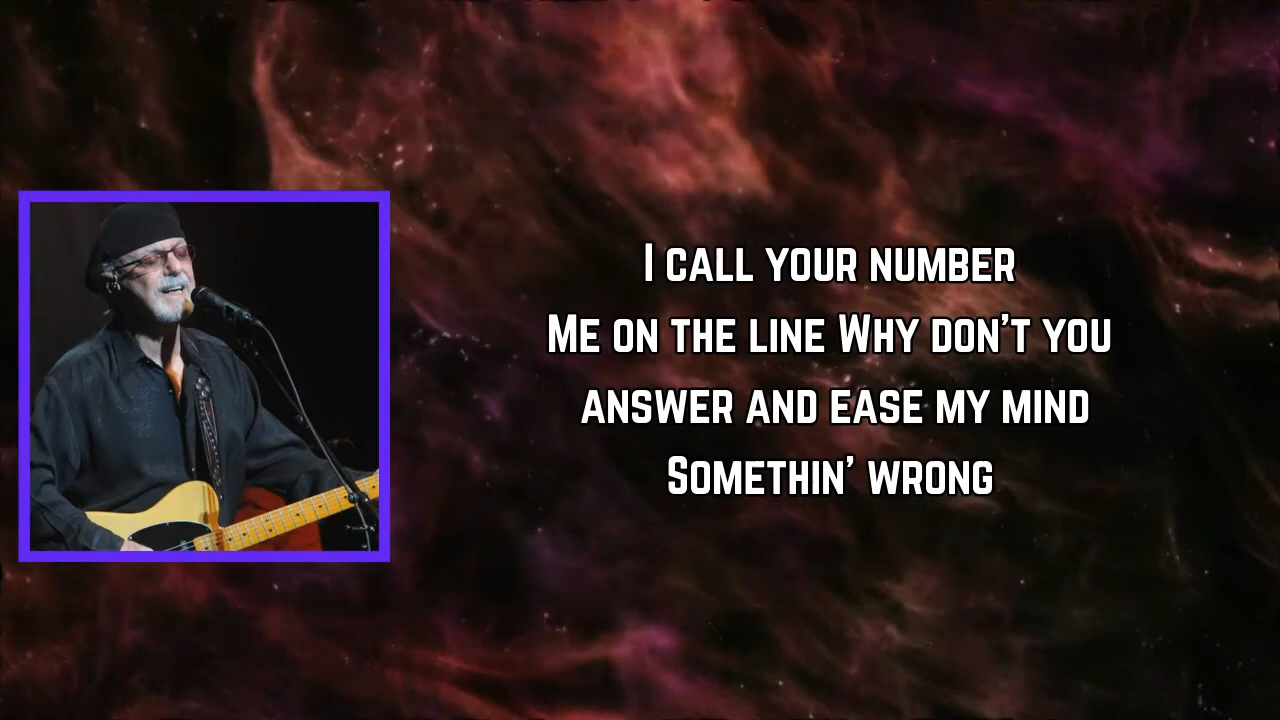 I CALL YOUR NUMBER
ME ON THE LINE WHY DON'T YOU
ANSWER AND EASE MY MIND
SOMETHIN' WRONG